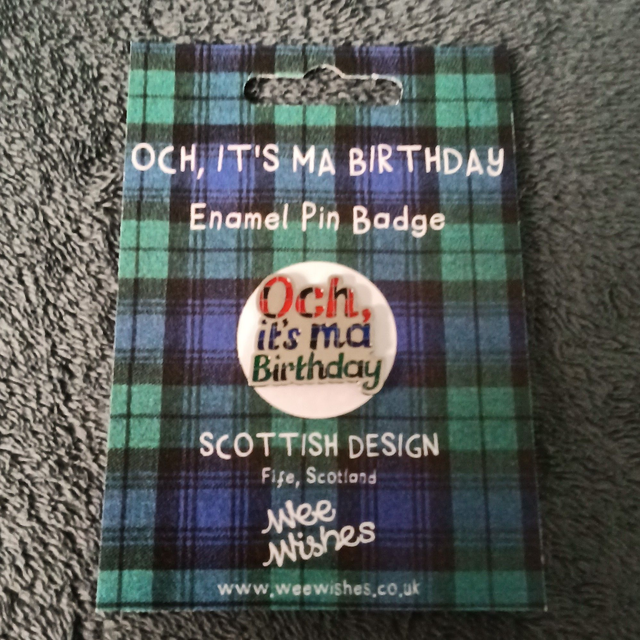 OCH, IT'S MA BIRTHDAY
Enamel Pin Badge
Och,
it's ma
Birthday
SCOTTISH DESIGN
Fife, Scotland
Wee
Wishes
www.weewishes.co.uk